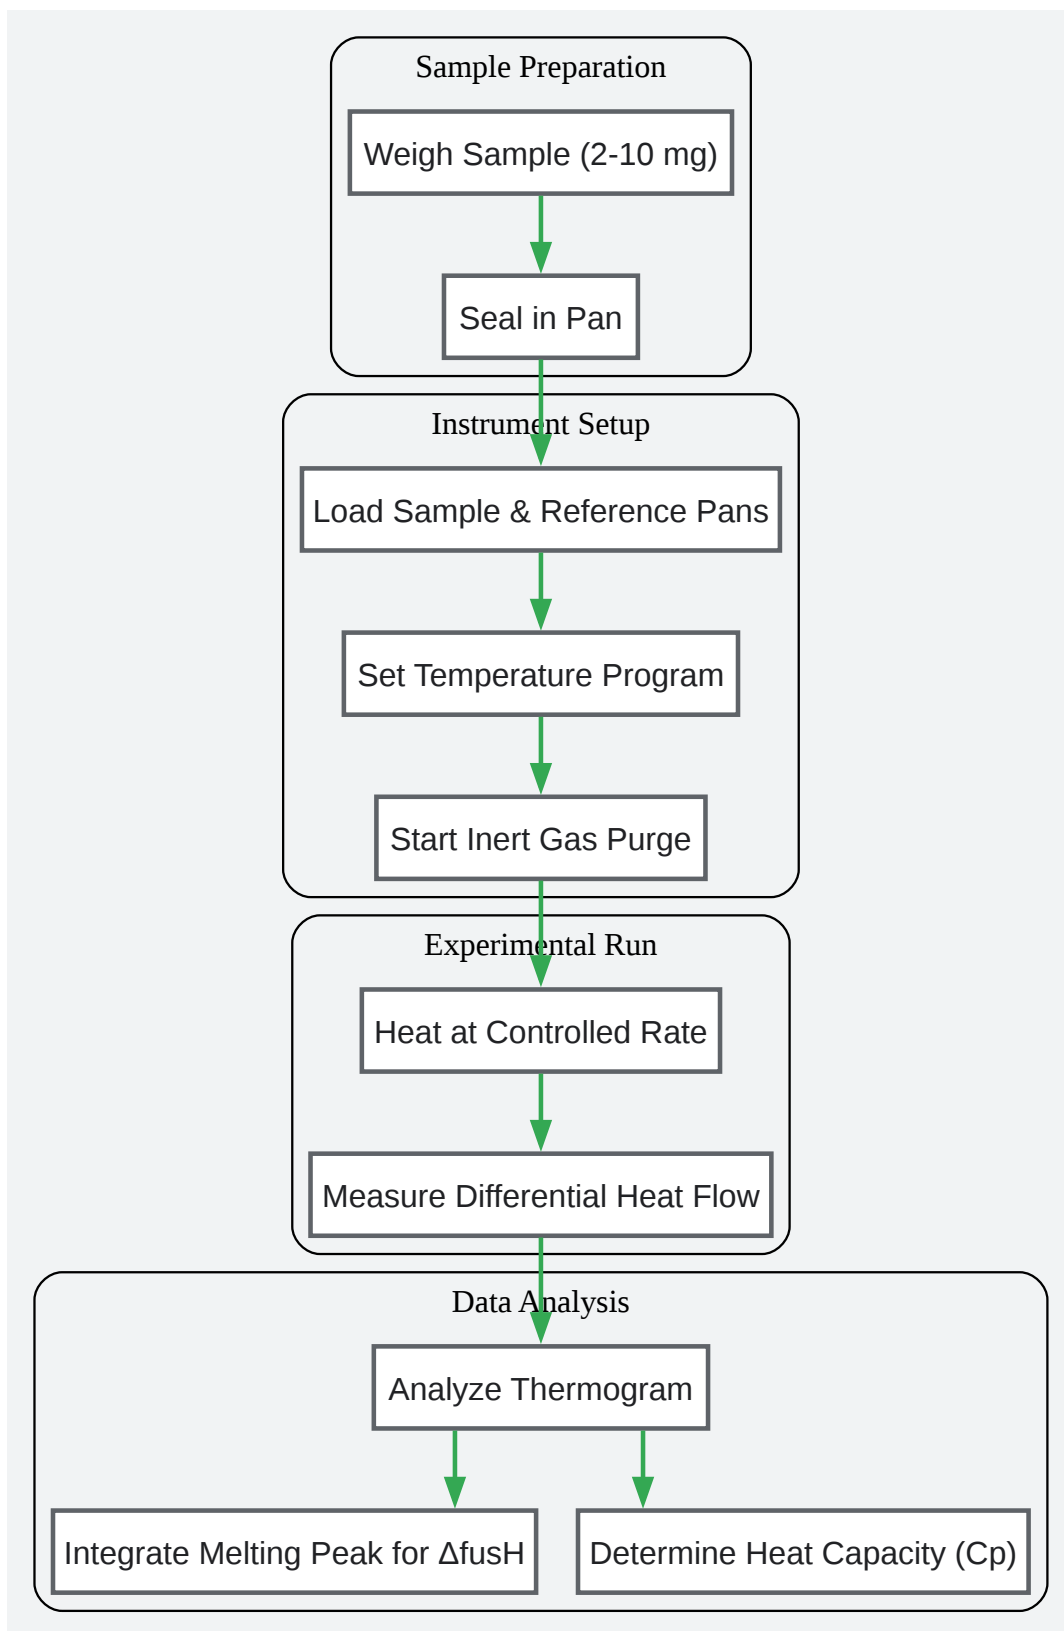 Sample Preparation
Weigh Sample (2-10 mg)
Seal in Pan
Instrument Setup
Load Sample & Reference Pans
Set Temperature Program
Start Inert Gas Purge
Experimental Run
Heat at Controlled Rate
Measure Differential Heat Flow
Data Analysis
Analyze Thermogram
Integrate Melting Peak for ΔfusH
Determine Heat Capacity (Cp)